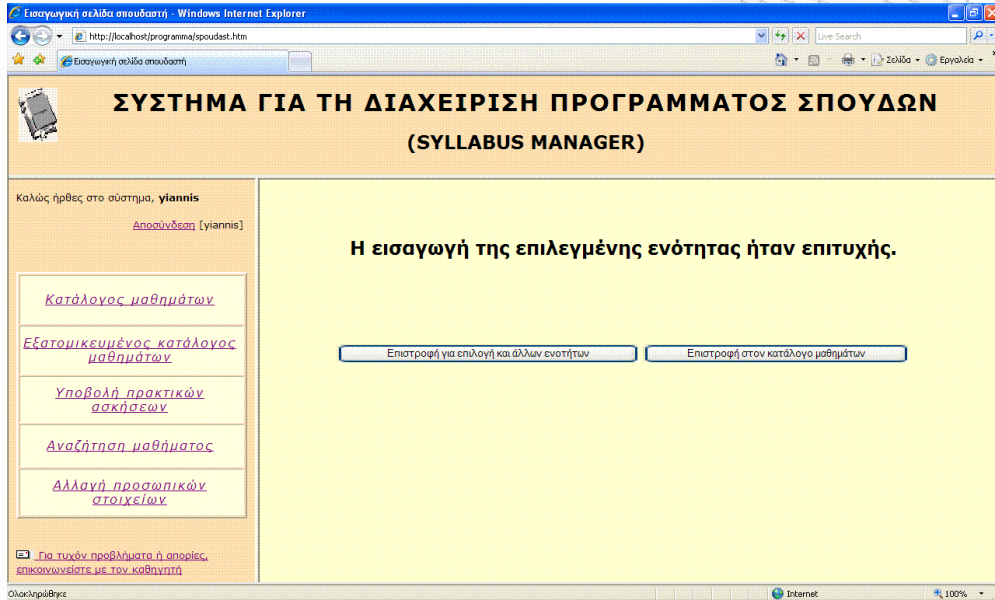 Εισαγωγική σελίδα σπουδαστή - Windows Internet Explorer
http://localhost/programma/spoudast.htm
Live Search
Εισαγωγική σελίδα σπουδαστή
Σελίδα
Εργαλεία
ΣΥΣΤΗΜΑ ΓΙΑ ΤΗ ΔΙΑΧΕΙΡΙΣΗ ΠΡΟΓΡΑΜΜΑΤΟΣ ΣΠΟΥΔΩΝ
(SYLLABUS MANAGER)
Καλώς ήρθες στο σύστημα, yiannis
Αποσύνδεση [yiannis]
Κατάλογος μαθημάτων
Εξατομικευμένος κατάλογος
μαθημάτων
Υποβολή πρακτικών
ασκήσεων
Αναζήτηση μαθήματος
Αλλαγή προσωπικών
στοιχείων
Για τυχόν προβλήματα ή απορίες,
επικοινωνείστε με τον καθηγητή
Η εισαγωγή της επιλεγμένης ενότητας ήταν επιτυχής.
Επιστροφή για επιλογή και άλλων ενοτήτων
Επιστροφή στον κατάλογο μαθημάτων
Ολοκληρώθηκε
Internet
100%